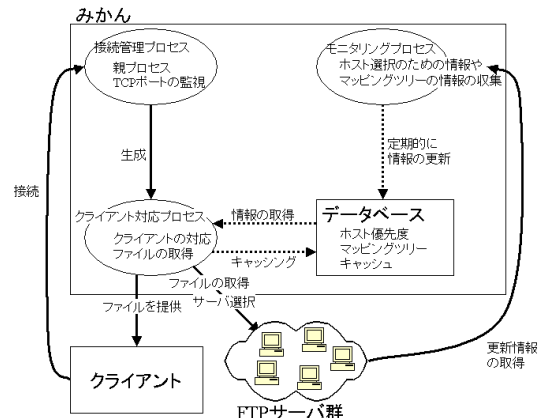 みかん
接続管理プロセス
親プロセス
TCPポートの監視
モニタリングプロセス
ホスト選択のための情報や
マッピングツリーの情報の収集
生成
定期的に
情報の更新
接続
クライアント対応プロセス
クライアントの対応
ファイルの取得
情報の取得
キャッシング
データベース
ホスト優先度
マッピングツリー
キャッシュ
ファイルの取得
サーバ選択
ファイルを提供
クライアント
FTPサーバ群
更新情報
の取得